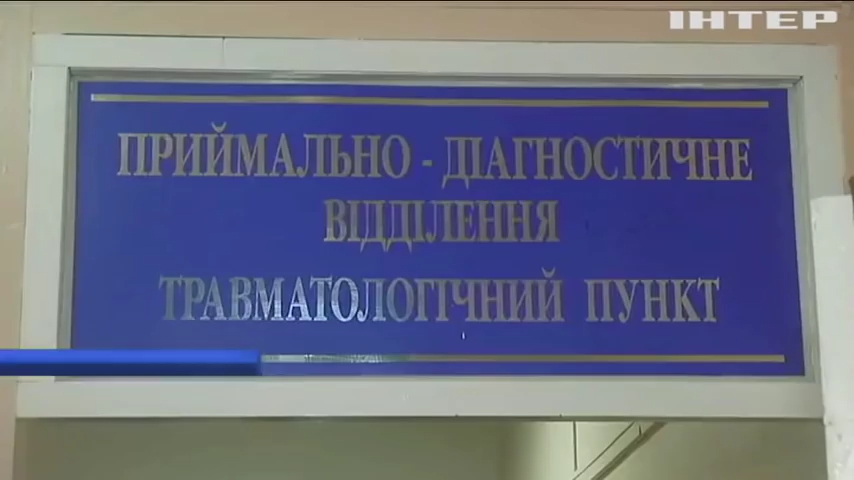 ІНТЕР
ПРИЙМАЛЬНО - ДІАГНОСТИЧНЕ
ВІДДІЛЕННЯ
ТРАВМАТОЛОГІЧНИЙ ПУНКТ